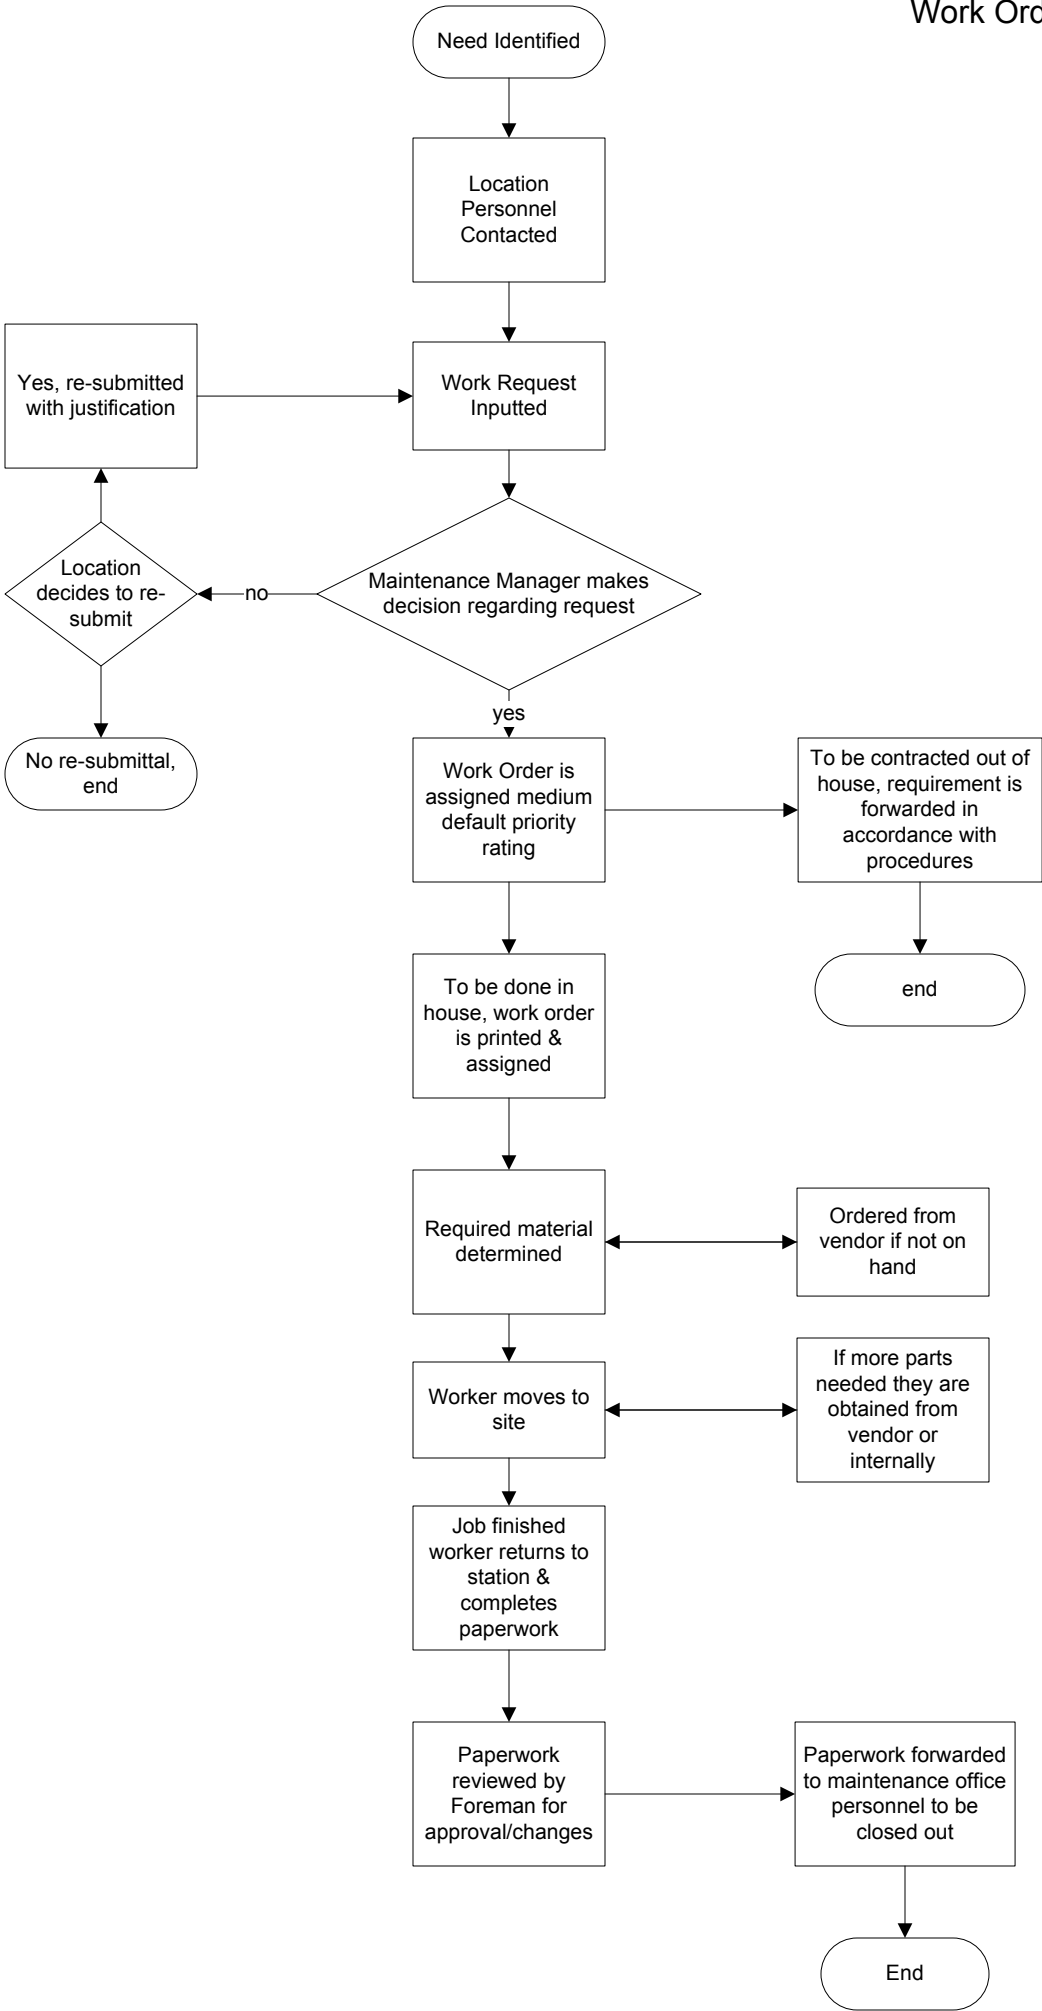 Work Ord
Need Identified
Location
Personnel
Contacted
Yes, re-submitted
with justification
Work Request
Inputted
Location
decides to re-
submit
no
Maintenance Manager makes
decision regarding request
yes
No re-submittal,
end
Work Order is
assigned medium
default priority
rating
To be contracted out of
house, requirement is
forwarded in
accordance with
procedures
end
To be done in
house, work order
is printed &
assigned
Required material
determined
Ordered from
vendor if not on
hand
Worker moves to
site
If more parts
needed they are
obtained from
vendor or
internally
Job finished
worker returns to
station &
completes
paperwork
Paperwork
reviewed by
Foreman for
approval/changes
Paperwork forwarded
to maintenance office
personnel to be
closed out
End